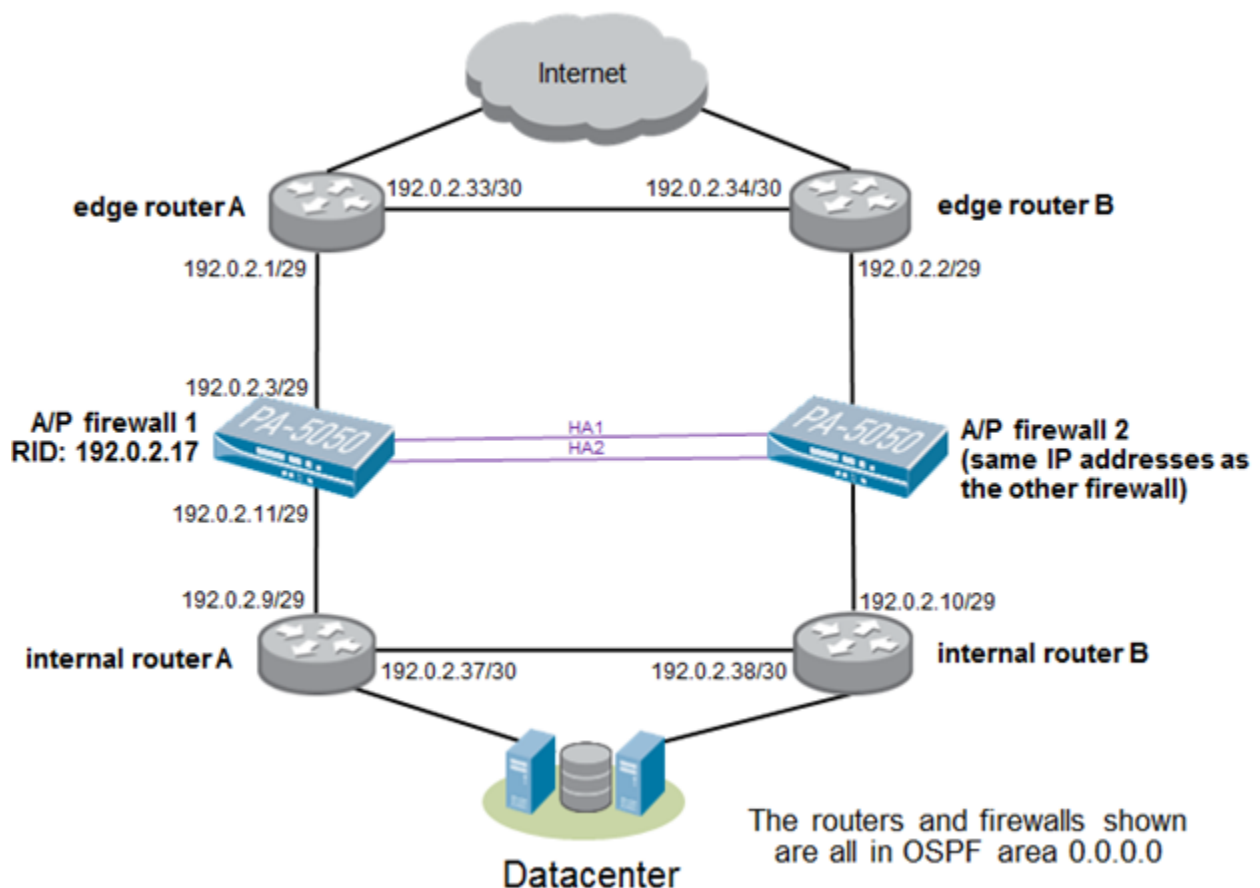 Internet
192.0.2.33/30
192.0.2.34/30
edge router A
edge router B
192.0.2.1/29
192.0.2.2/29
192.0.2.3/29
A/P firewall 1
RID: 192.0.2.17
PA-5050
HA1
HA2
PA-5050
A/P firewall 2
(same IP addresses as
the other firewall)
192.0.2.11/29
192.0.2.9/29
192.0.2.10/29
internal router A
internal router B
192.0.2.37/30
192.0.2.38/30
Datacenter
The routers and firewalls shown
are all in OSPF area 0.0.0.0